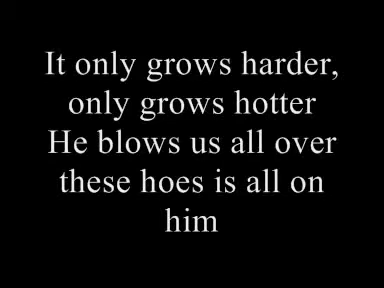 It only grows harder,
only grows hotter
He blows us all over
these hoes is all on
him